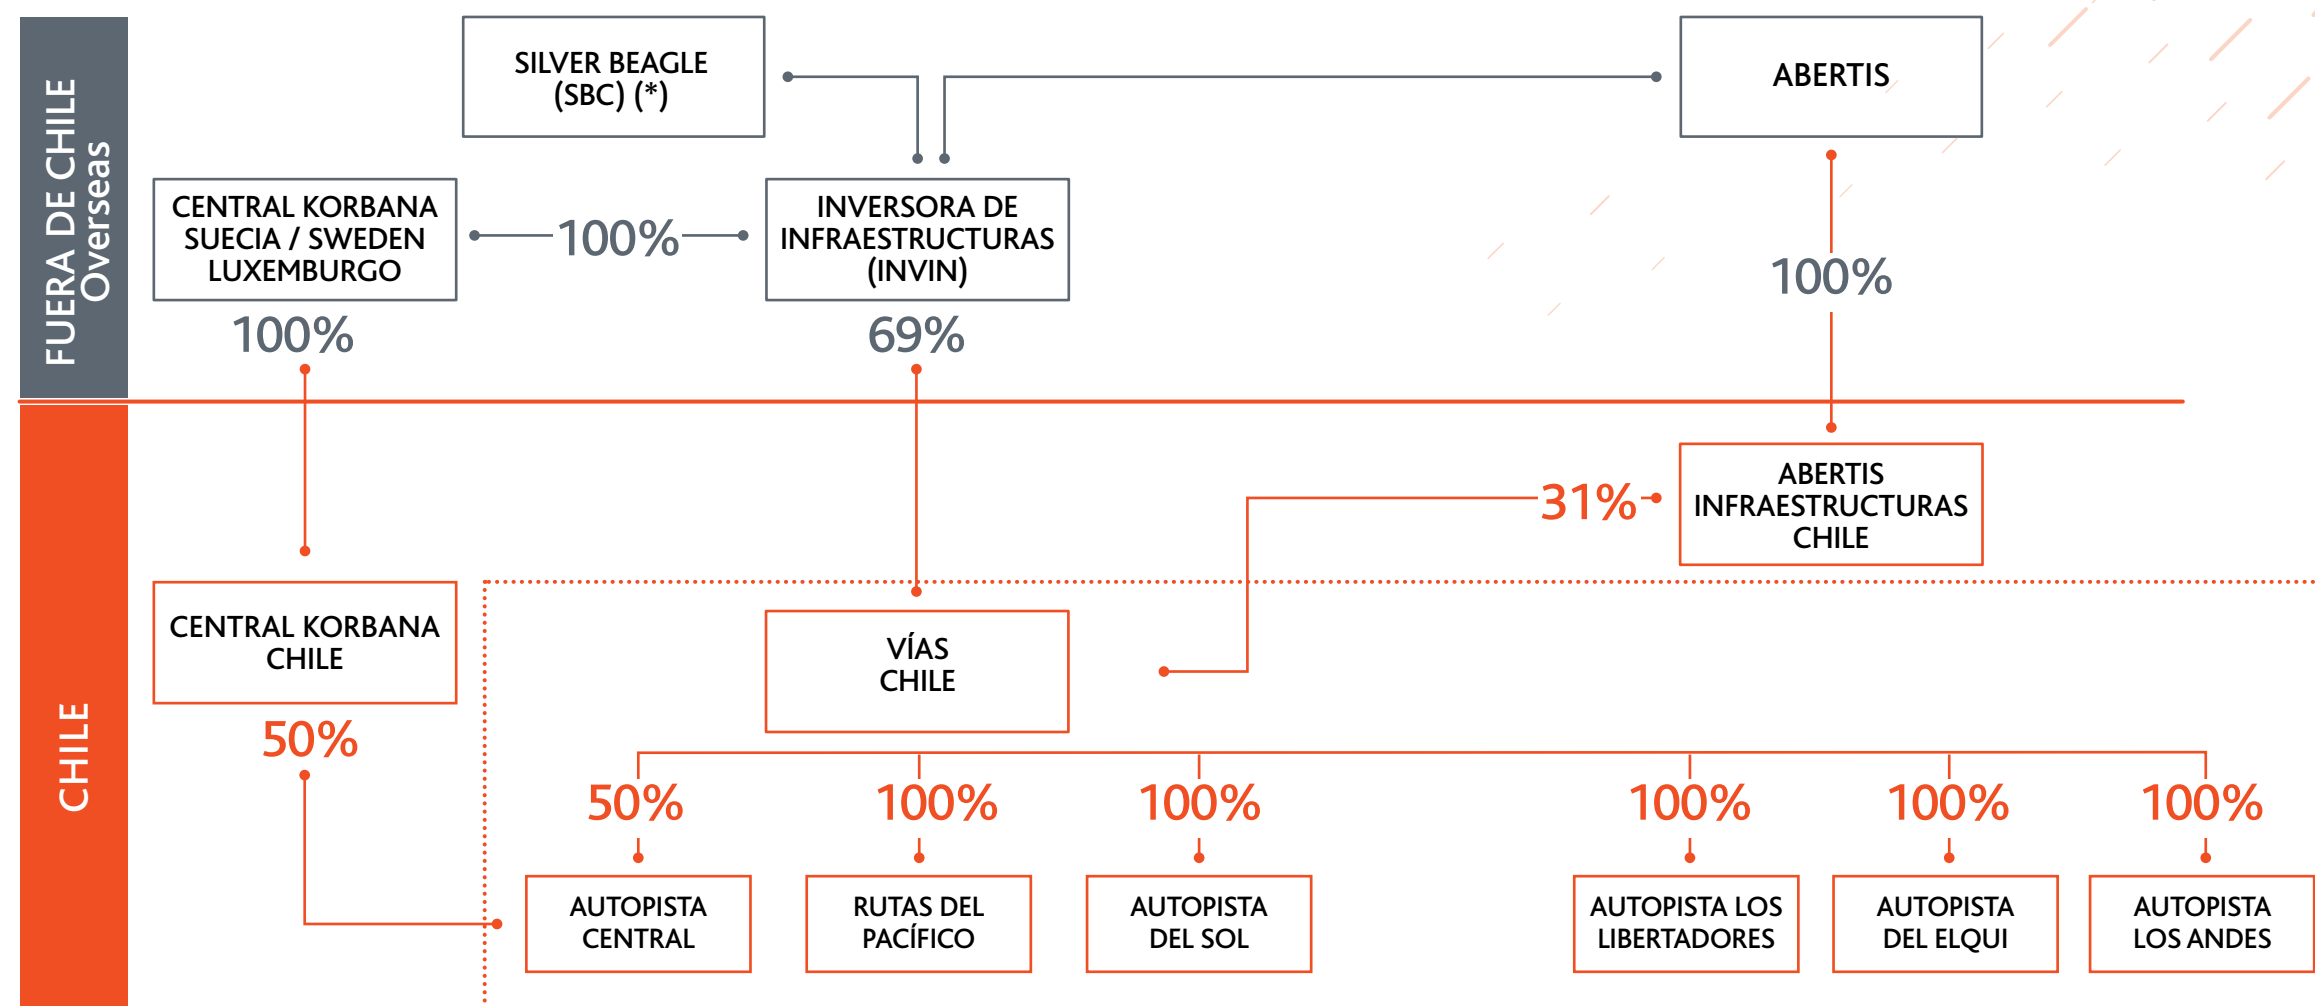 FUERA DE CHILE
Overseas
SILVER BEAGLE
(SBC) (*)
ABERTIS
CENTRAL KORBANA
SUECIA / SWEDEN
LUXEMBURGO
100%
INVERSORA DE
INFRAESTRUCTURAS
(INVIN)
100%
100%
69%
CHILE
ABERTIS
INFRAESTRUCTURAS
CHILE
31%
CENTRAL KORBANA
CHILE
VÍAS
CHILE
50%
50%
100%
100%
100%
100%
100%
AUTOPISTA
CENTRAL
RUTAS DEL
PACÍFICO
AUTOPISTA
DEL SOL
AUTOPISTA LOS
LIBERTADORES
AUTOPISTA
DEL ELQUI
AUTOPISTA
LOS ANDES